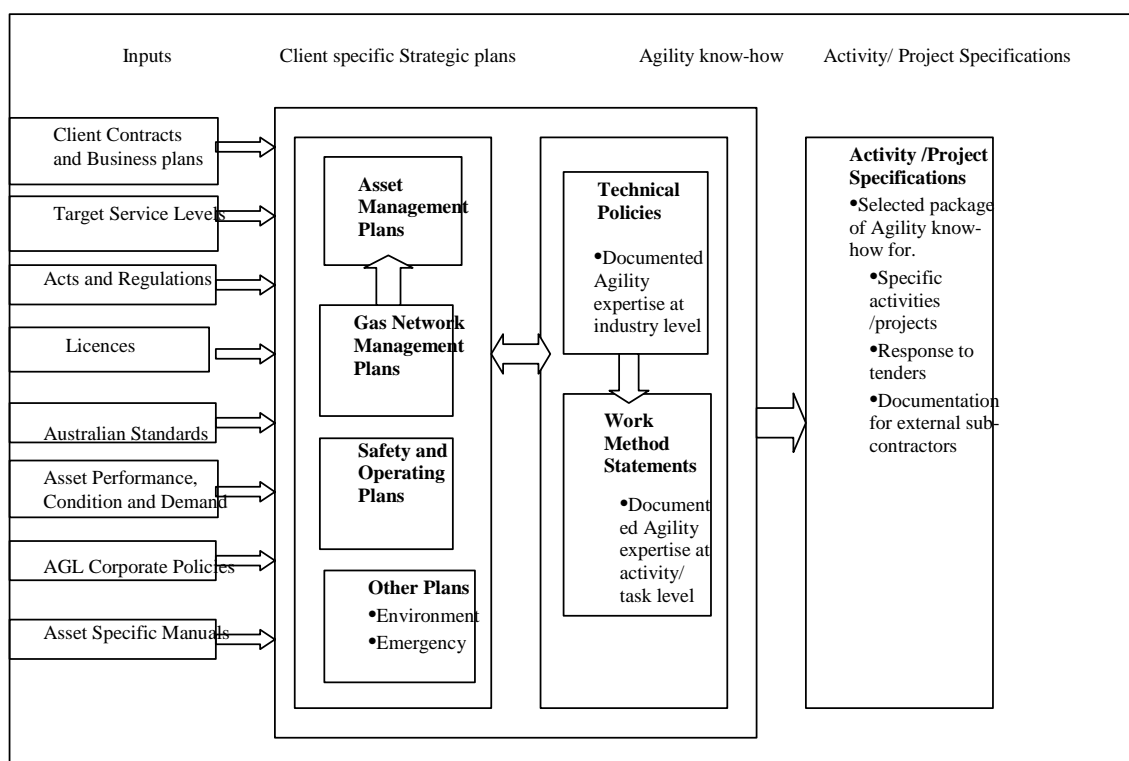 Inputs
Client specific Strategic plans
Agility know-how
Activity/ Project Specifications
Client Contracts
and Business plans
Target Service Levels
Acts and Regulations
Licences
Australian Standards
Asset Performance,
Condition and Demand
AGL Corporate Policies
Asset Specific Manuals
Asset
Management
Plans
Gas Network
Management
Plans
Safety and
Operating
Plans
Other Plans
•Environment
•Emergency
Technical
Policies
•Documented
Agility
expertise at
industry level
Work
Method
Statements
•Document
ed Agility
expertise at
activity/
task level
Activity /Project
Specifications
•Selected package
of Agility know-
how for.
•Specific
activities
/projects
•Response to
tenders
•Documentation
for external sub-
contractors